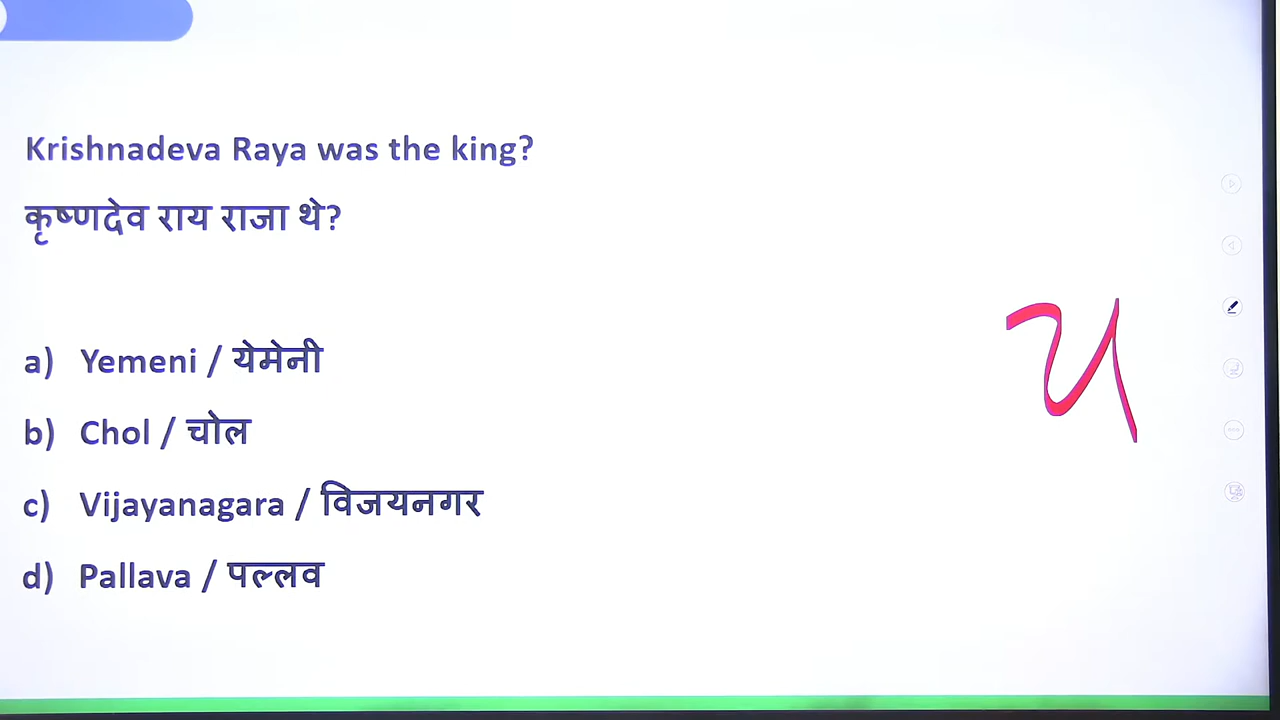 Krishnadeva Raya was the king?
कृष्णदेव राय राजा थे?
a) Yemeni / येमेनी
b) Chol / चोल
c) Vijayanagara / विजयनगर
d) Pallava / पल्लव